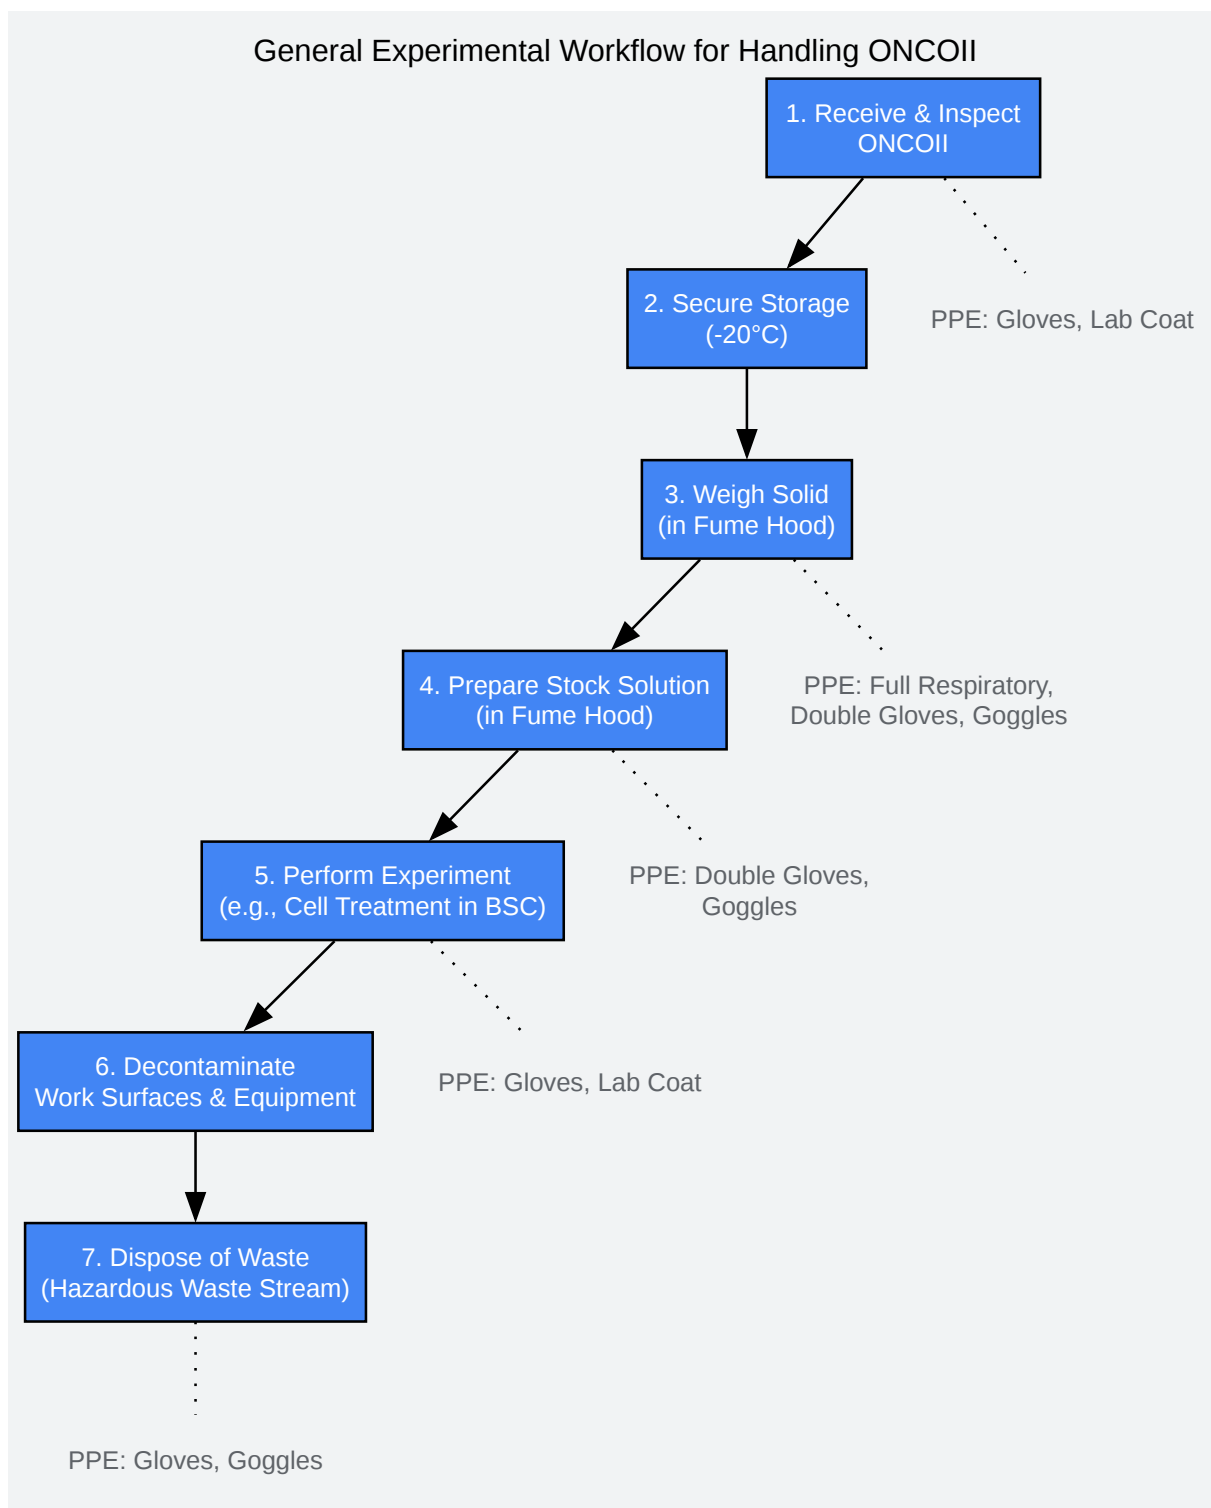 General Experimental Workflow for Handling ONCOII
1. Receive & Inspect
ONCOII
2. Secure Storage
(-20°C)
PPE: Gloves, Lab Coat
3. Weigh Solid
(in Fume Hood)
4. Prepare Stock Solution
(in Fume Hood)
PPE: Full Respiratory,
Double Gloves, Goggles
5. Perform Experiment
(e.g., Cell Treatment in BSC)
PPE: Double Gloves,
Goggles
6. Decontaminate
Work Surfaces & Equipment
PPE: Gloves, Lab Coat
7. Dispose of Waste
(Hazardous Waste Stream)
PPE: Gloves, Goggles